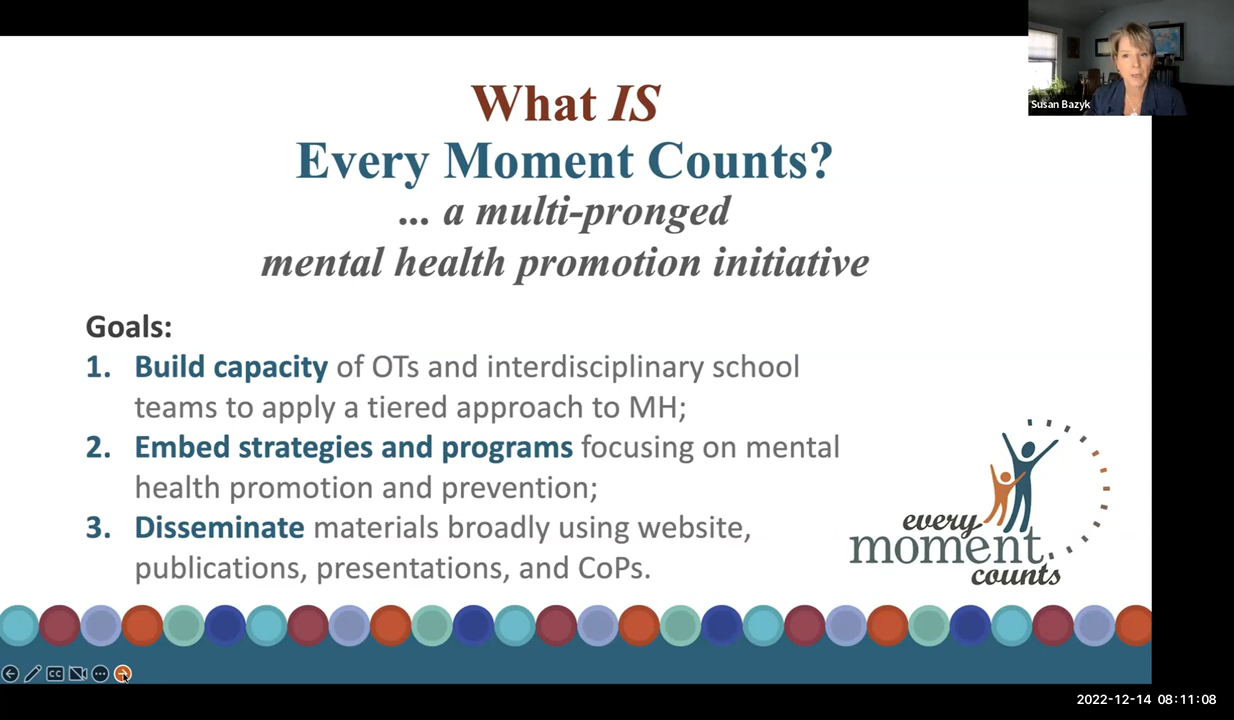 What IS
Every Moment Counts?
... a multi-pronged
mental health promotion initiative
Susan Bazyk
Goals:
1. Build capacity of OTs and interdisciplinary school
teams to apply a tiered approach to MH;
2. Embed strategies and programs focusing on mental
health promotion and prevention;
3. Disseminate materials broadly using website,
publications, presentations, and CoPs.
every
moment
counts
CC
2022-12-14 08:11:08